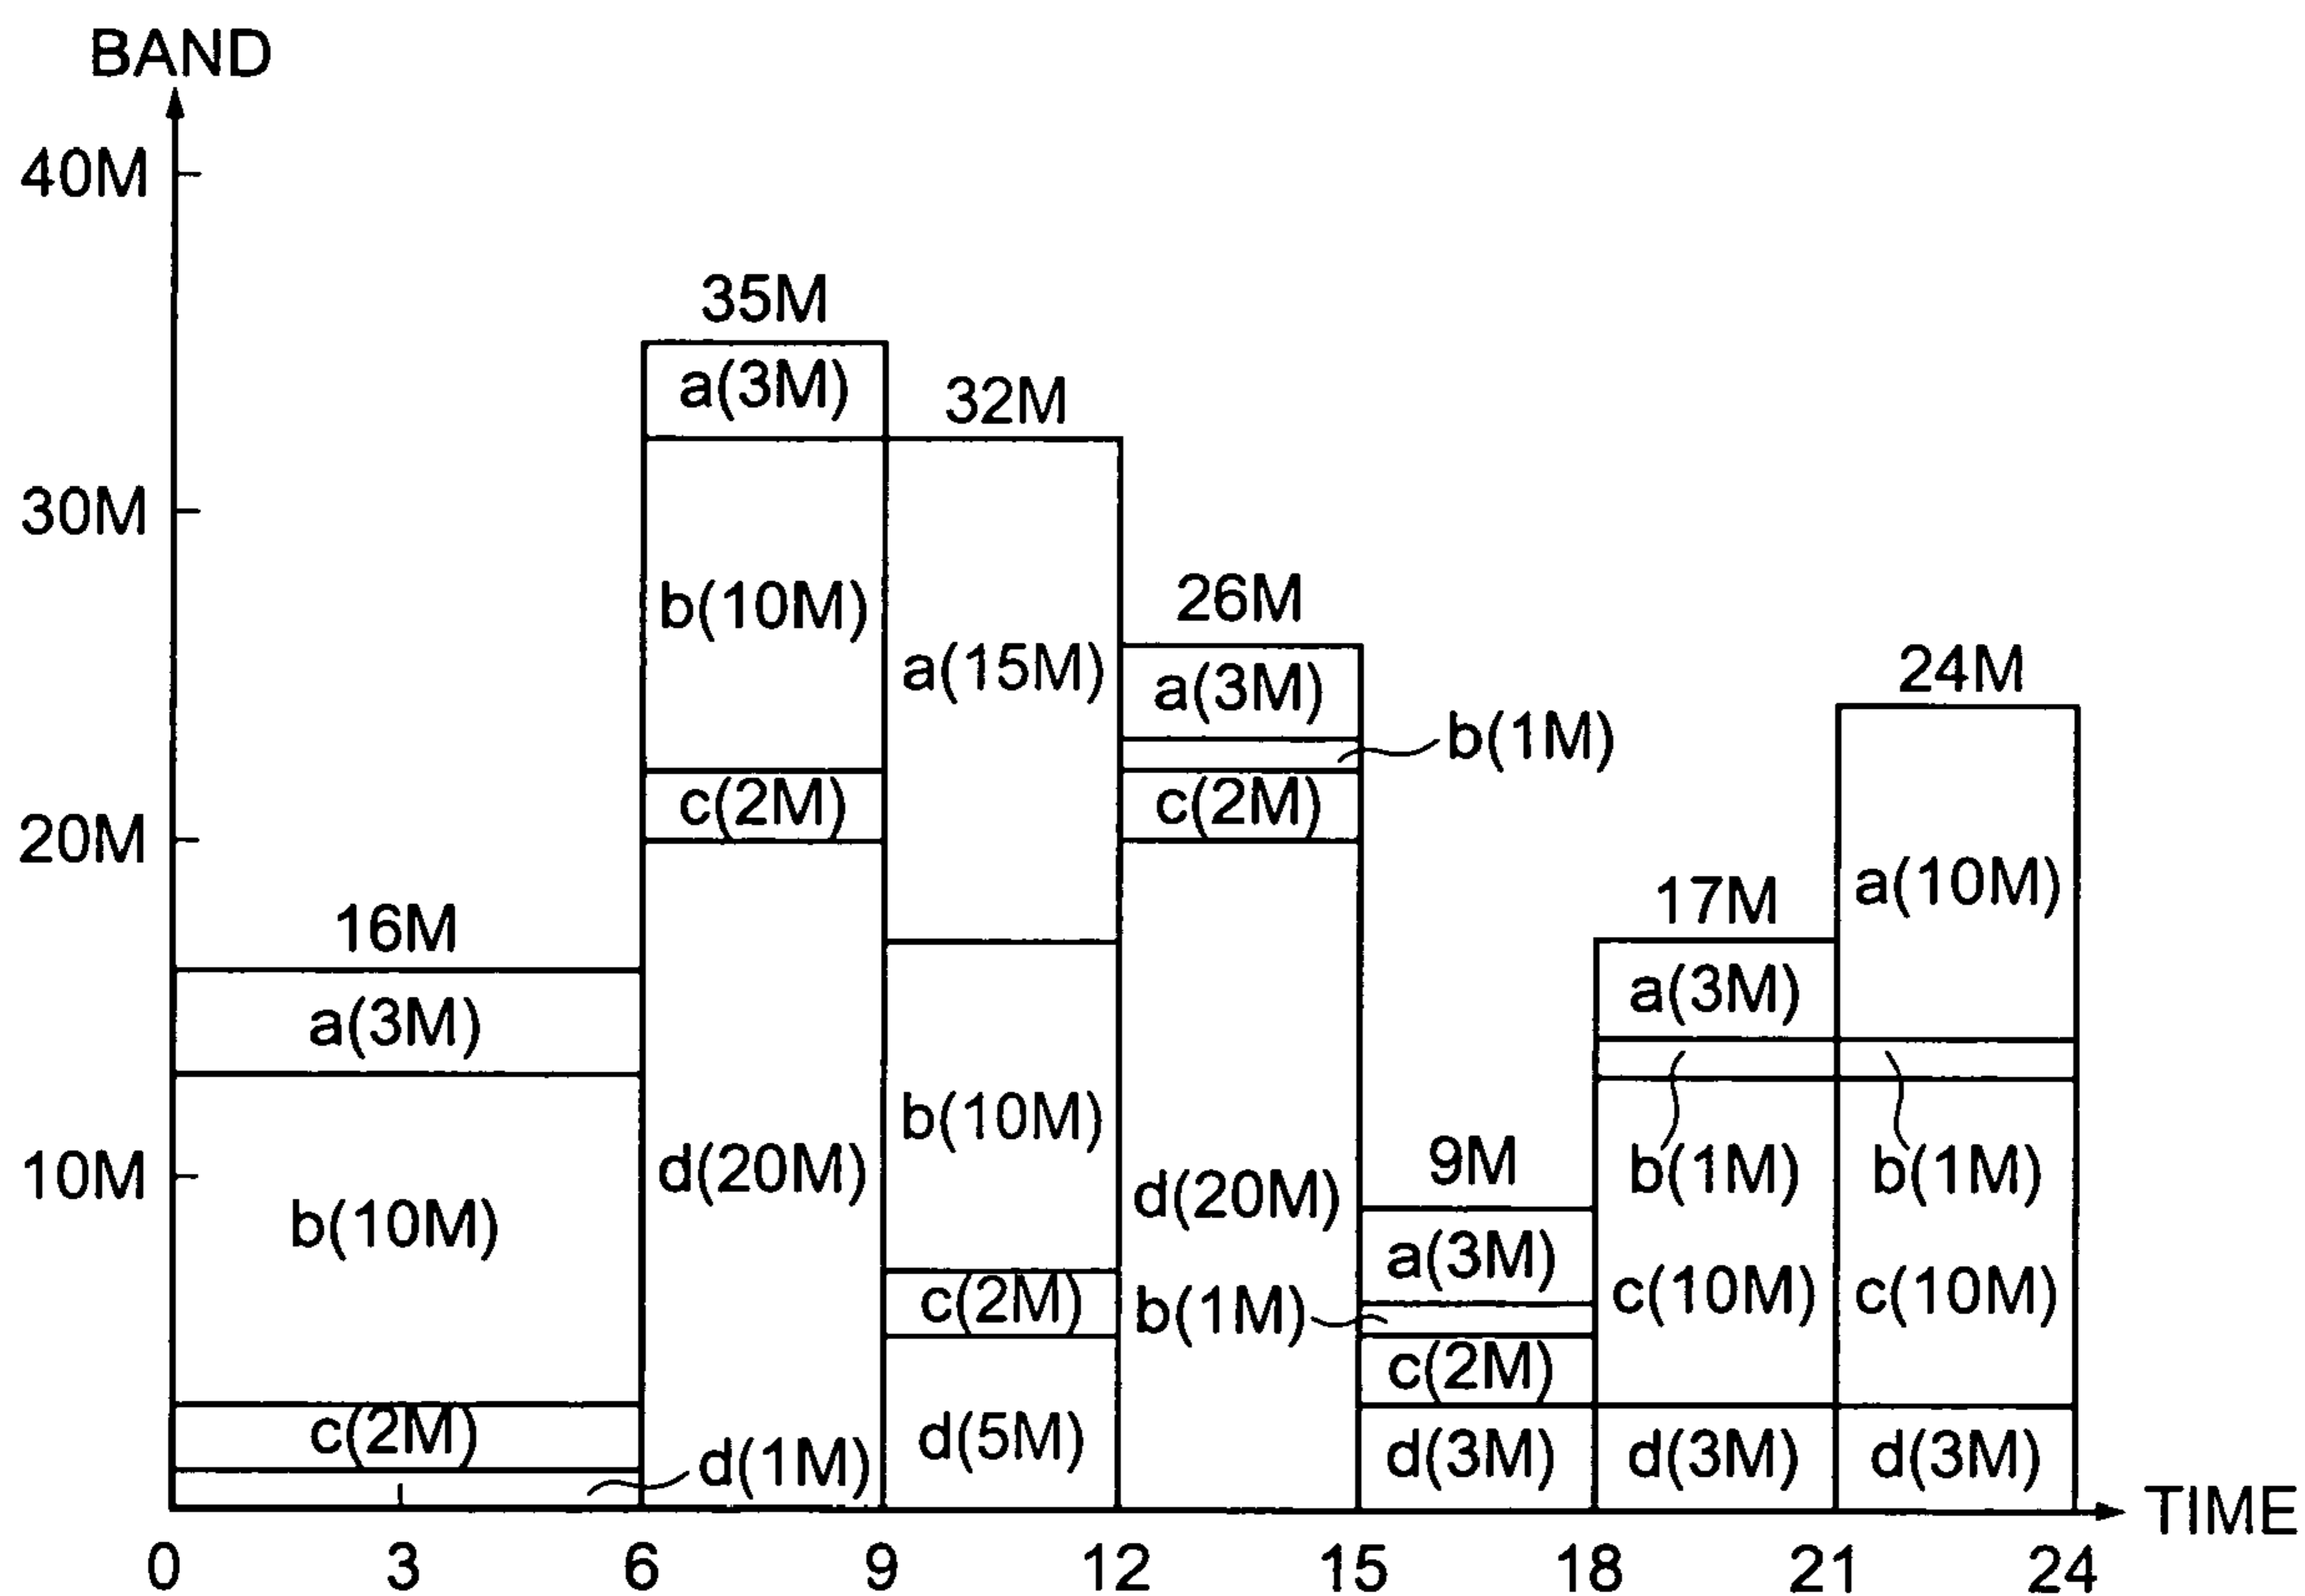 BAND
40M
30M
20M
10M
35M
a(3M)
32M
b(10M)
26M
a(15M)
a(3M)
24M
b(1M)
c(2M)
c(2M)
16M
17M
a(10M)
a(3M)
a(3M)
b(10M)
d(20M)
b(10M)
d(20M)
9M
b(1M)
b(1M)
a(3M)
c(2M)
b(1M)
c(10M)
c(10M)
c(2M)
c(2M)
d(1M)
d(5M)
d(3M)
d(3M)
d(3M)
TIME
0 3 6 9 12 15 18 21 24